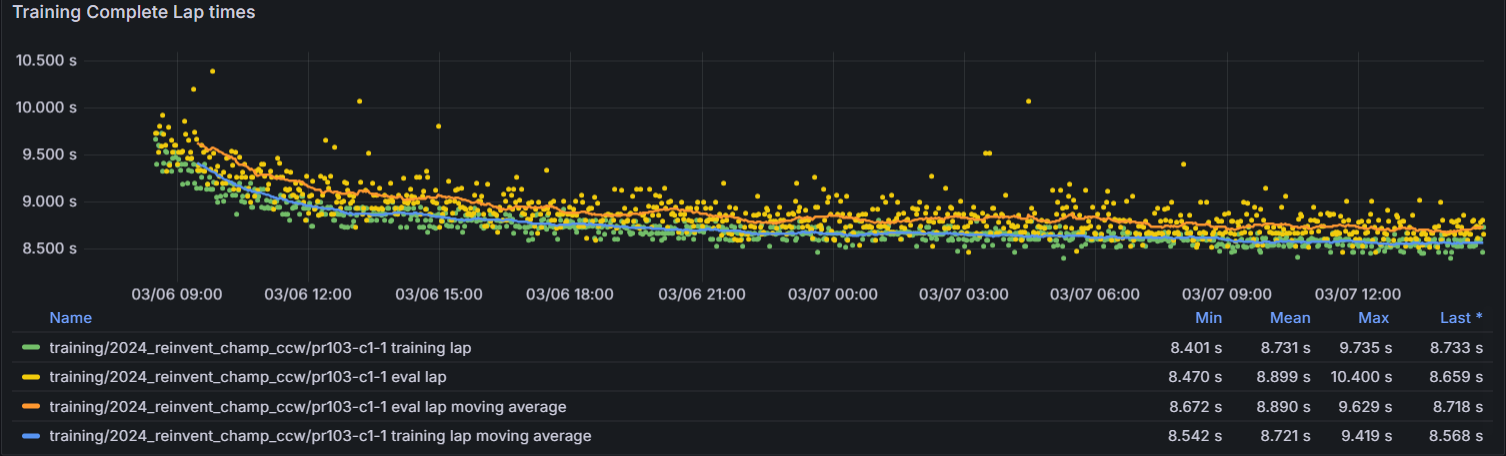 Training Complete Lap times
10.500 s
10.000 s
9.500 s
9.000 s
8.500 s
03/06 09:00 03/06 12:00 03/06 15:00 03/06 18:00 03/06 21:00 03/07 00:00 03/07 03:00 03/07 06:00 03/07 09:00 03/07 12:00
Name Min Mean Max Last *
training/2024_reinvent_champ_ccw/pr103-c1-1 training lap 8.401 s 8.731 s 9.735 s 8.733 s
training/2024_reinvent_champ_ccw/pr103-c1-1 eval lap 8.470 s 8.899 s 10.400 s 8.659 s
training/2024_reinvent_champ_ccw/pr103-c1-1 eval lap moving average 8.672 s 8.890 s 9.629 s 8.718 s
training/2024_reinvent_champ_ccw/pr103-c1-1 training lap moving average 8.542 s 8.721 s 9.419 s 8.568 s